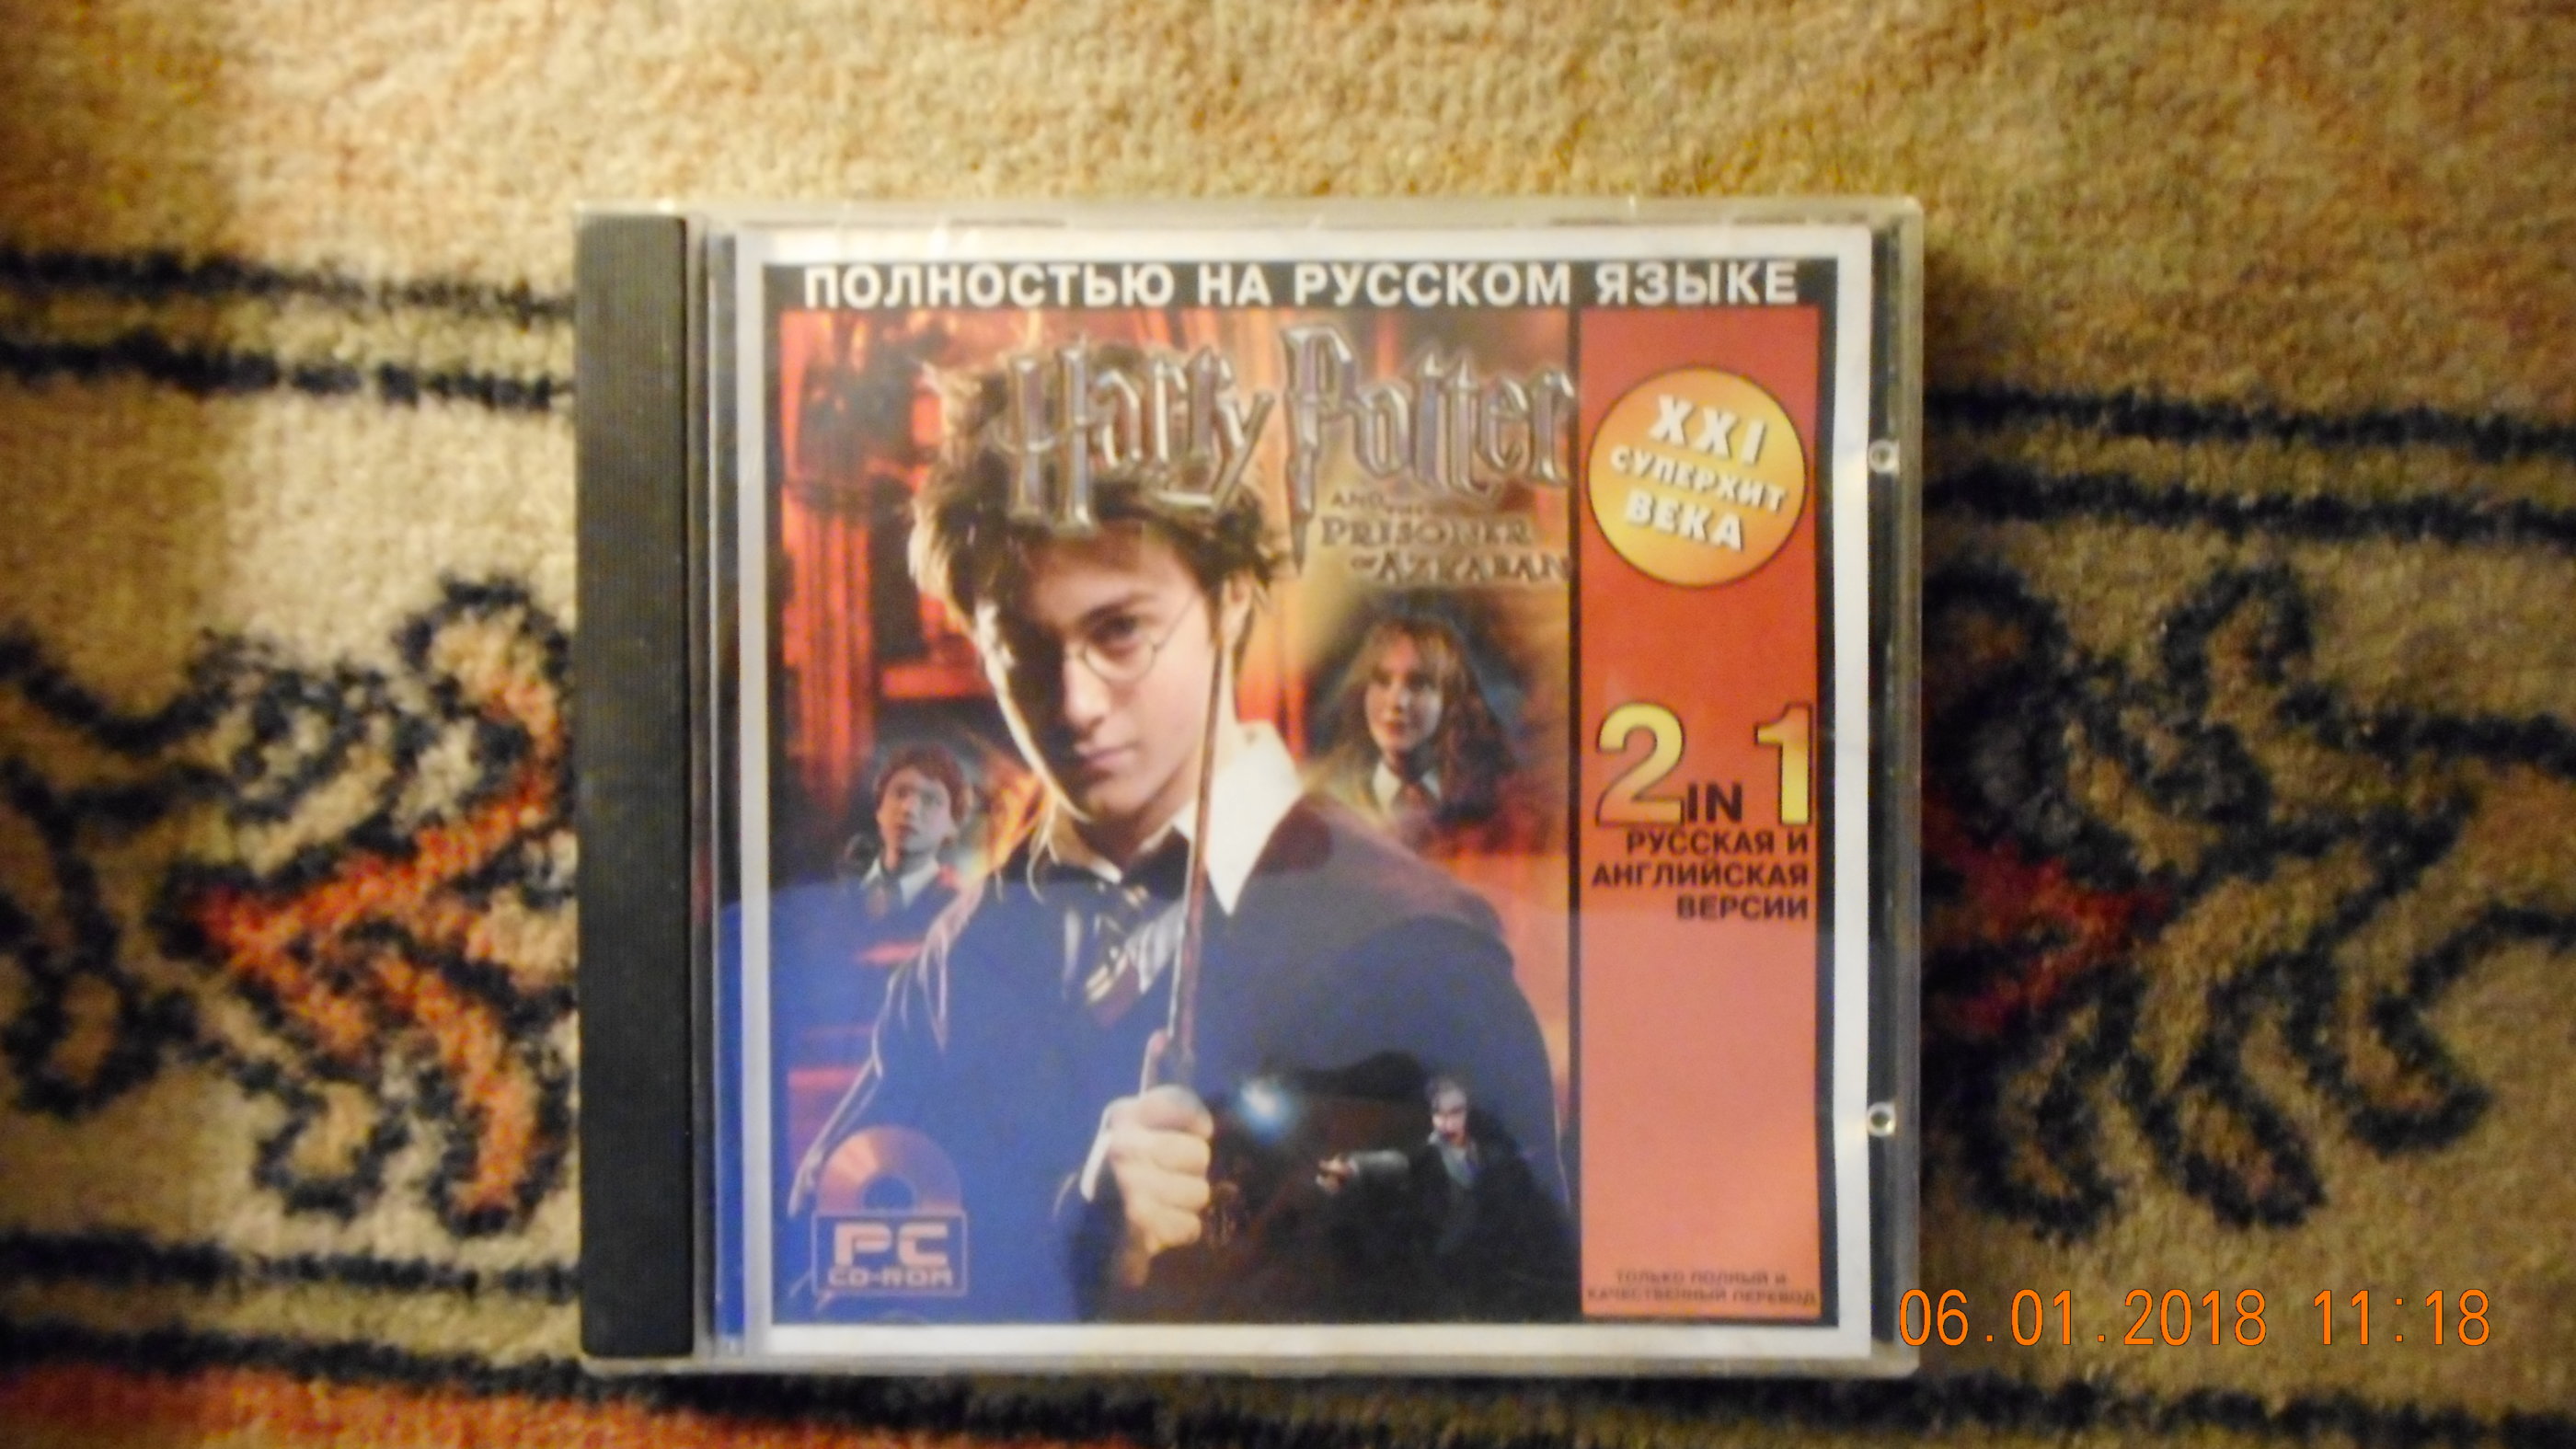 ПОЛНОСТЬЮ НА РУССКОМ ЯЗЫКЕ
Harry Potter
AND THE
PRISONER
OF AZKABAN
XXI
СУПЕРХИТ
ВЕКА
2 IN 1
РУССКАЯ И
АНГЛИЙСКАЯ
ВЕРСИИ
PC
CD-ROM
ТОЛЬКО ПОЛНЫЙ И
КАЧЕСТВЕННЫЙ ПЕРЕВОД
06.01.2018 11:18